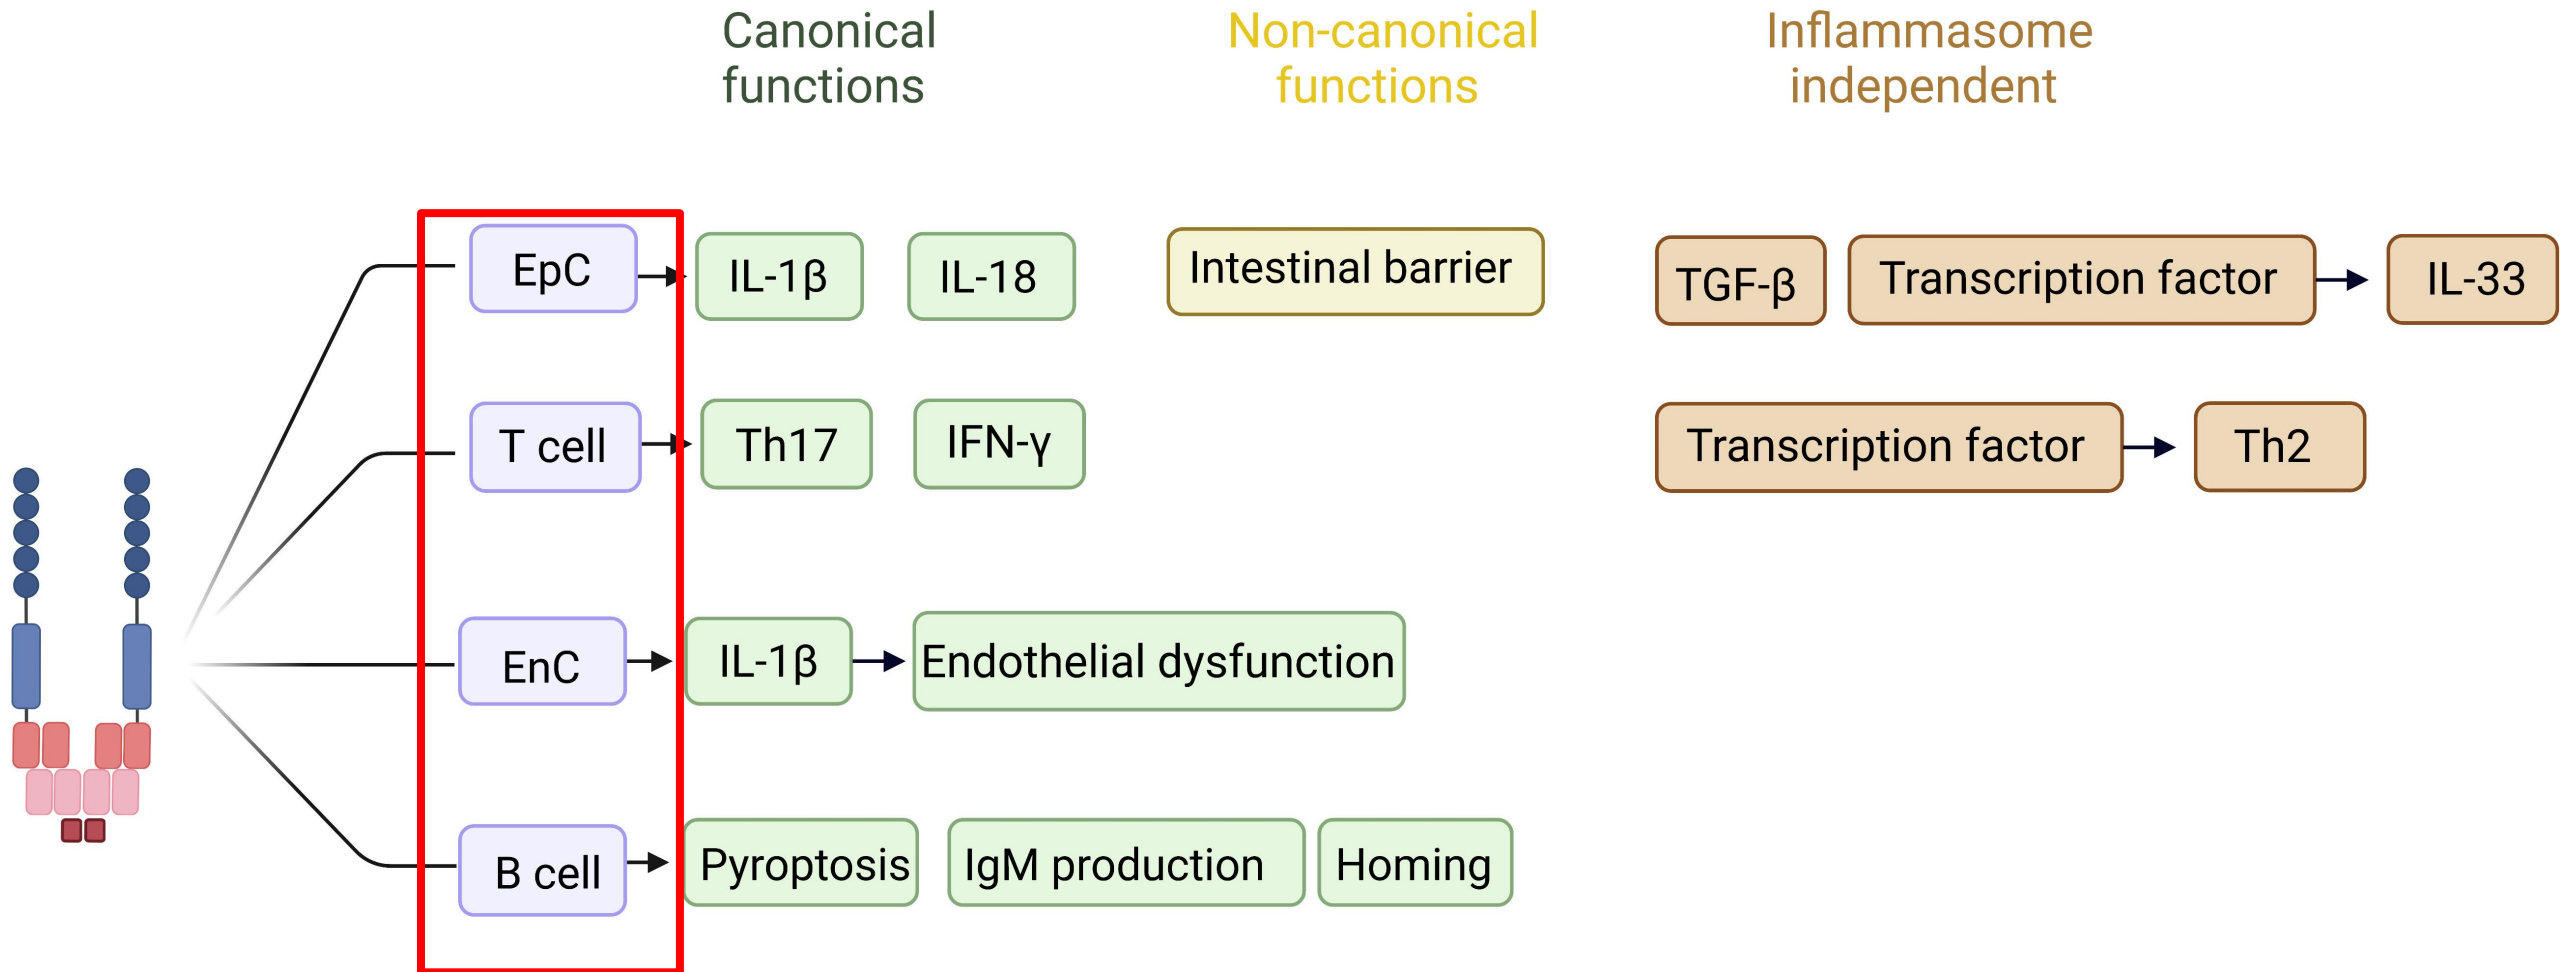 Canonical
functions
Non-canonical
functions
Inflammasome
independent
EpC
IL-1β
IL-18
Intestinal barrier
TGF-β
Transcription factor
IL-33
T cell
Th17
IFN-γ
Transcription factor
Th2
EnC
IL-1β
Endothelial dysfunction
B cell
Pyroptosis
IgM production
Homing